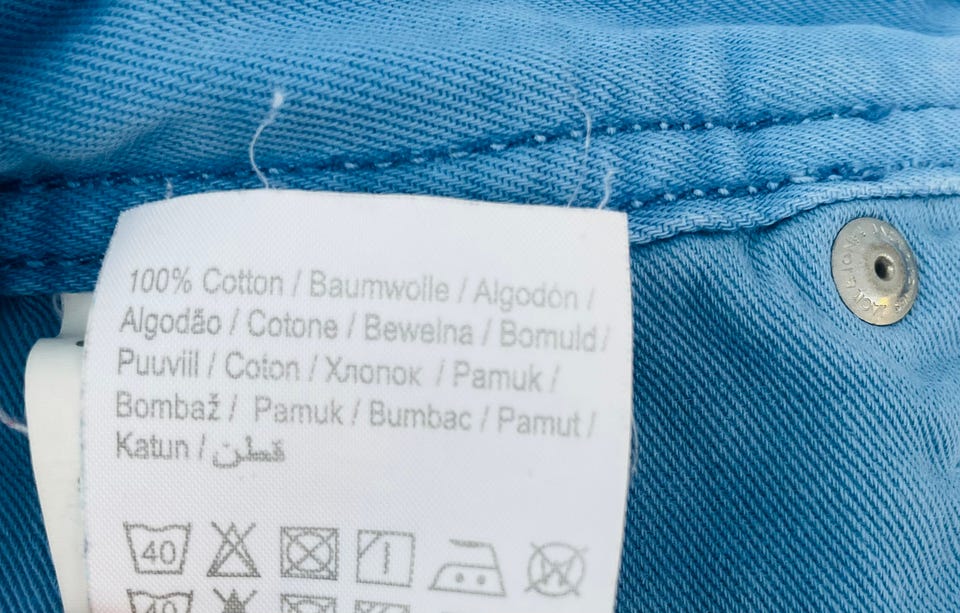 100% Cotton / Baumwolle / Algodón /
Algodão / Cotone / Bewelna / Bomuld /
Puuvill / Coton / Хлопок / Pamuk /
Bombaž / Pamuk / Bumbac / Pamut /
Katun / قطن
40 W
40